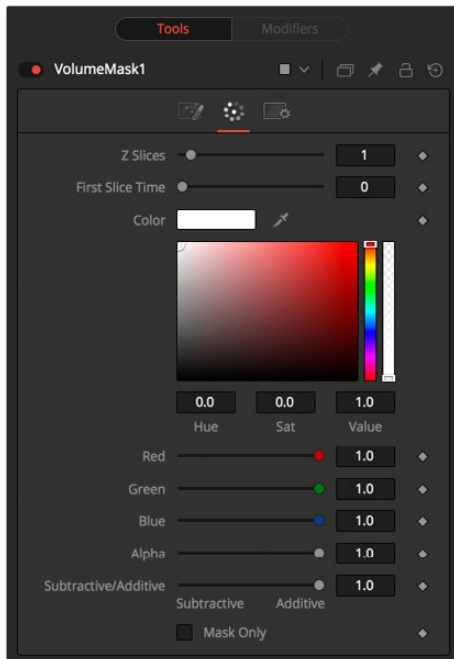 Tools Modifiers
VolumeMask1
Z Slices 1
First Slice Time 0
Color
0.0 0.0 1.0
Hue Sat Value
Red 1.0
Green 1.0
Blue 1.0
Alpha 1.0
Subtractive/Additive 1.0
Subtractive Additive
Mask Only